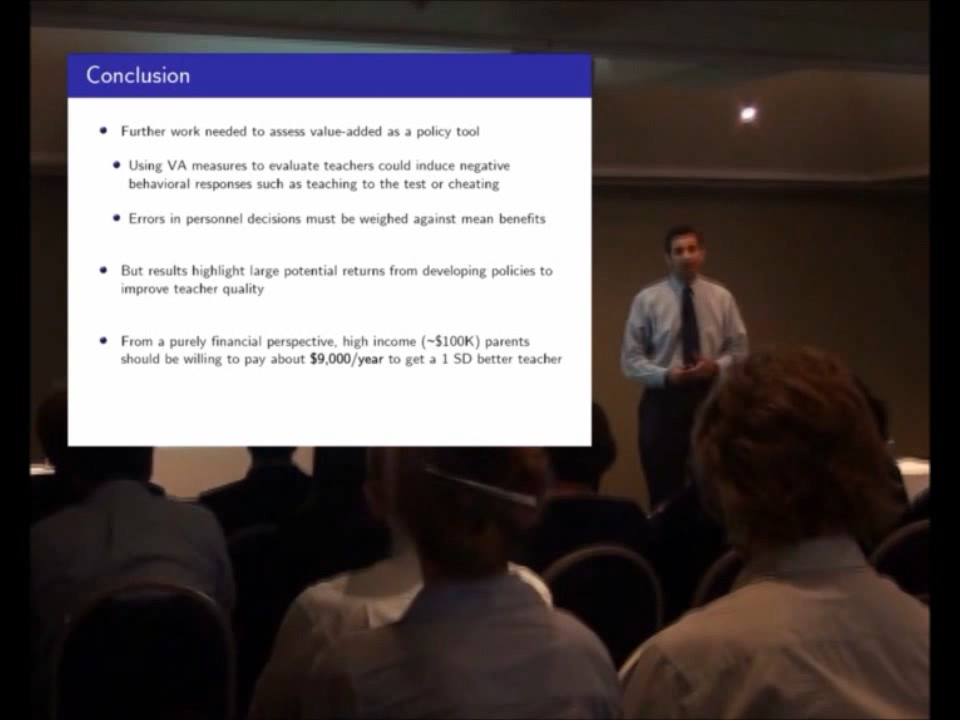 Conclusion
Further work needed to assess value-added as a policy tool
Using VA measures to evaluate teachers could induce negative
behavioral responses such as teaching to the test or cheating
Errors in personnel decisions must be weighed against mean benefits
But results highlight large potential returns from developing policies to
improve teacher quality
From a purely financial perspective, high income (~$100K) parents
should be willing to pay about $9,000/year to get a 1 SD better teacher